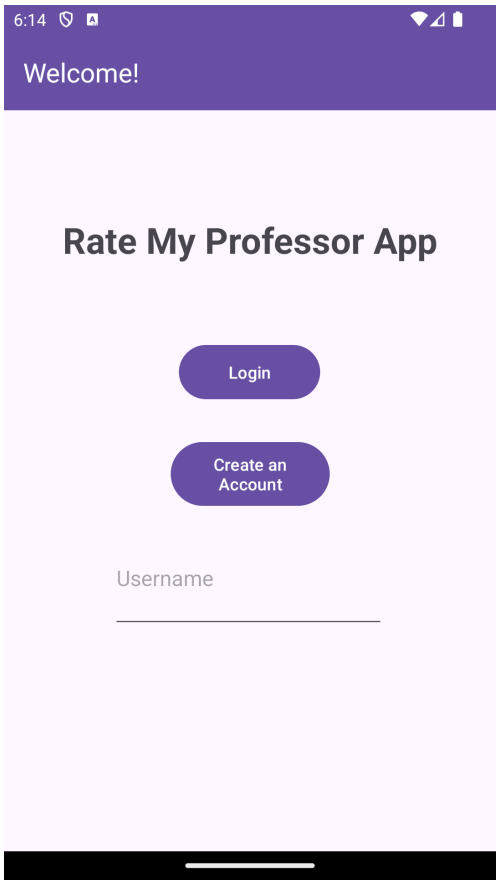 6:14
Welcome!
Rate My Professor App
Login
Create an
Account
Username